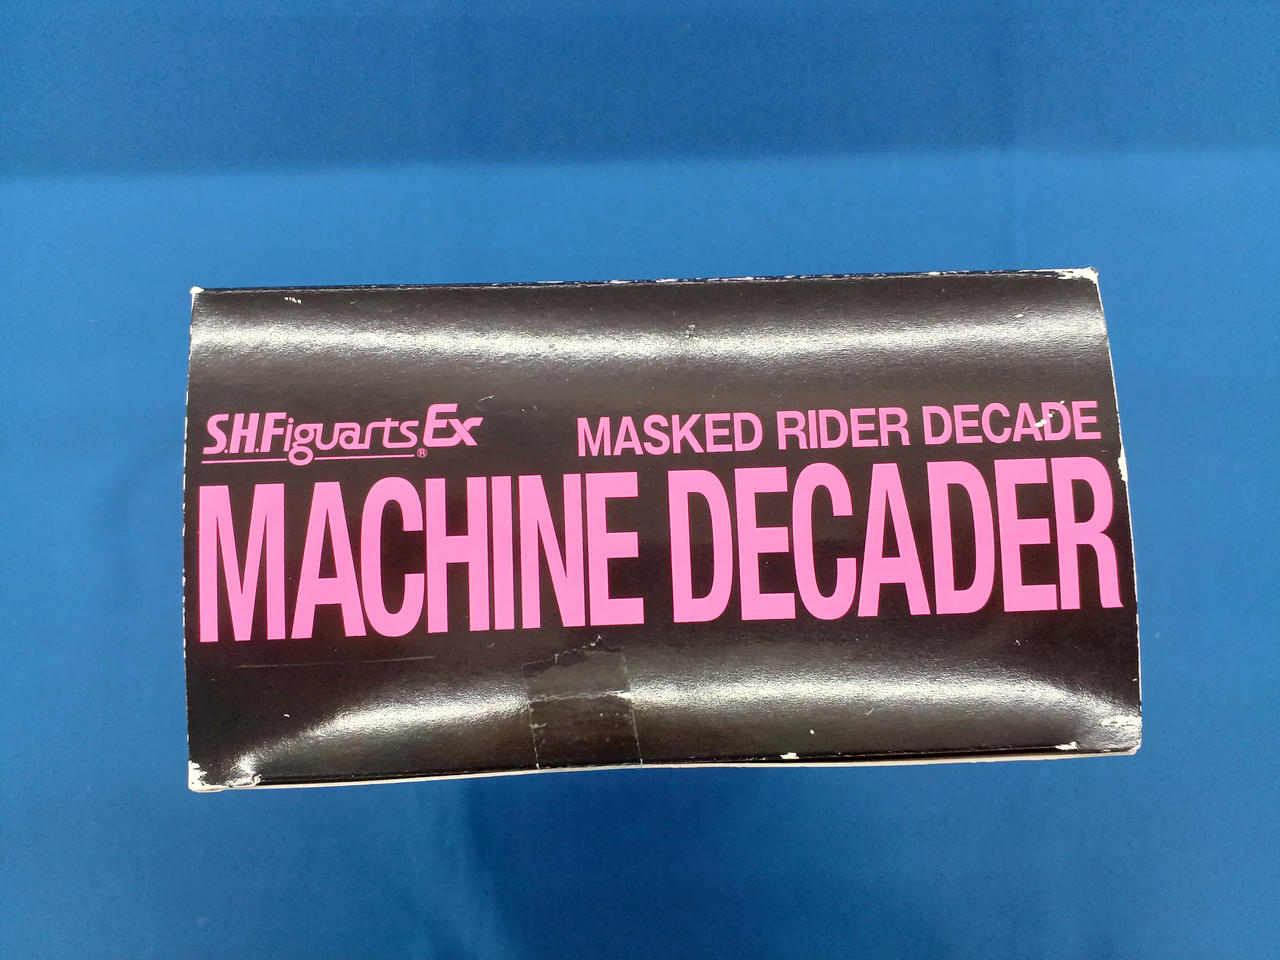 S.H.Figuarts Ex ®
MASKED RIDER DECADE
MACHINE DECADER